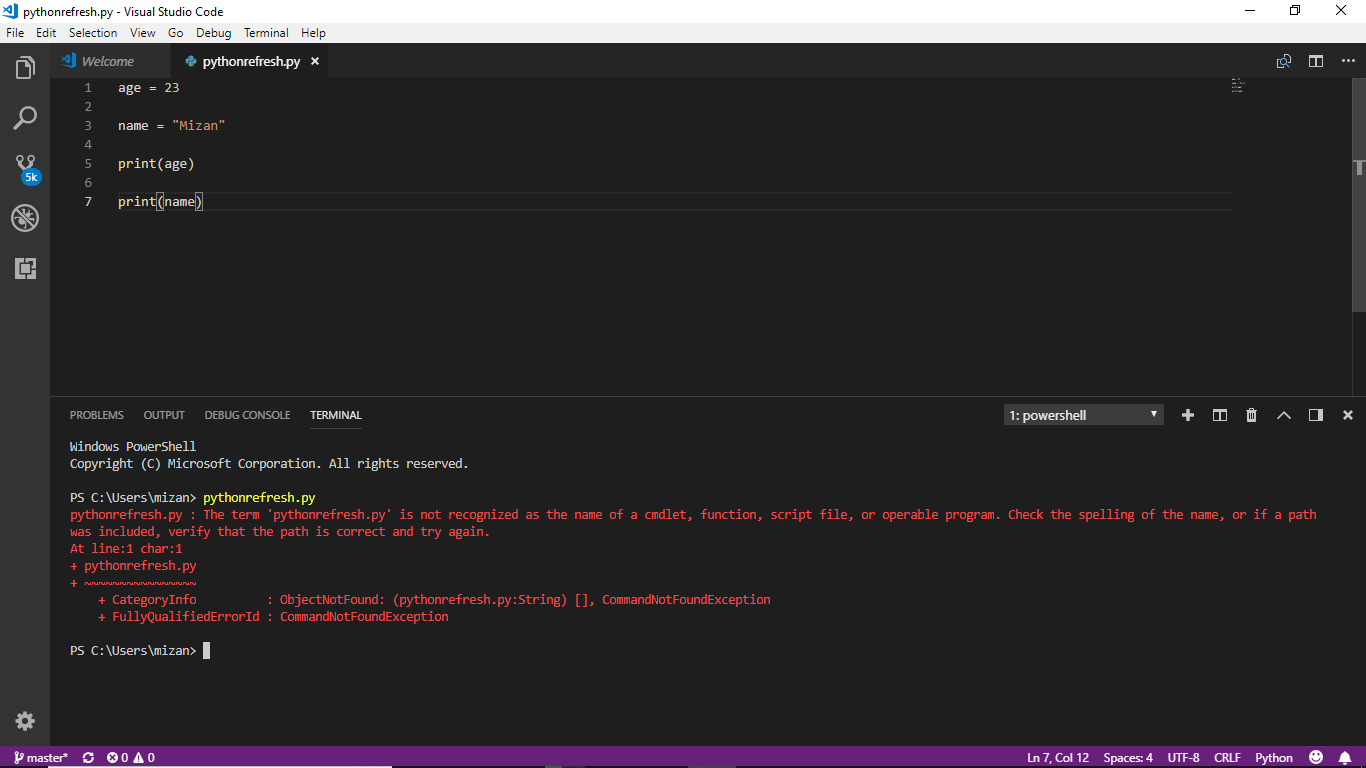 pythonrefresh.py - Visual Studio Code
File Edit Selection View Go Debug Terminal Help
Welcome pythonrefresh.py ×
1 age = 23
2
3 name = "Mizan"
4
5 print(age)
6
7 print(name)
5k
PROBLEMS OUTPUT DEBUG CONSOLE TERMINAL 1: powershell
Windows PowerShell
Copyright (C) Microsoft Corporation. All rights reserved.
PS C:\Users\mizan> pythonrefresh.py
pythonrefresh.py : The term 'pythonrefresh.py' is not recognized as the name of a cmdlet, function, script file, or operable program. Check the spelling of the name, or if a path
was included, verify that the path is correct and try again.
At line:1 char:1
+ pythonrefresh.py
+ ~~~~~~~~~~~~~~~~
+ CategoryInfo : ObjectNotFound: (pythonrefresh.py:String) [], CommandNotFoundException
+ FullyQualifiedErrorId : CommandNotFoundException
PS C:\Users\mizan>
master* 0 0 Ln 7, Col 12 Spaces: 4 UTF-8 CRLF Python